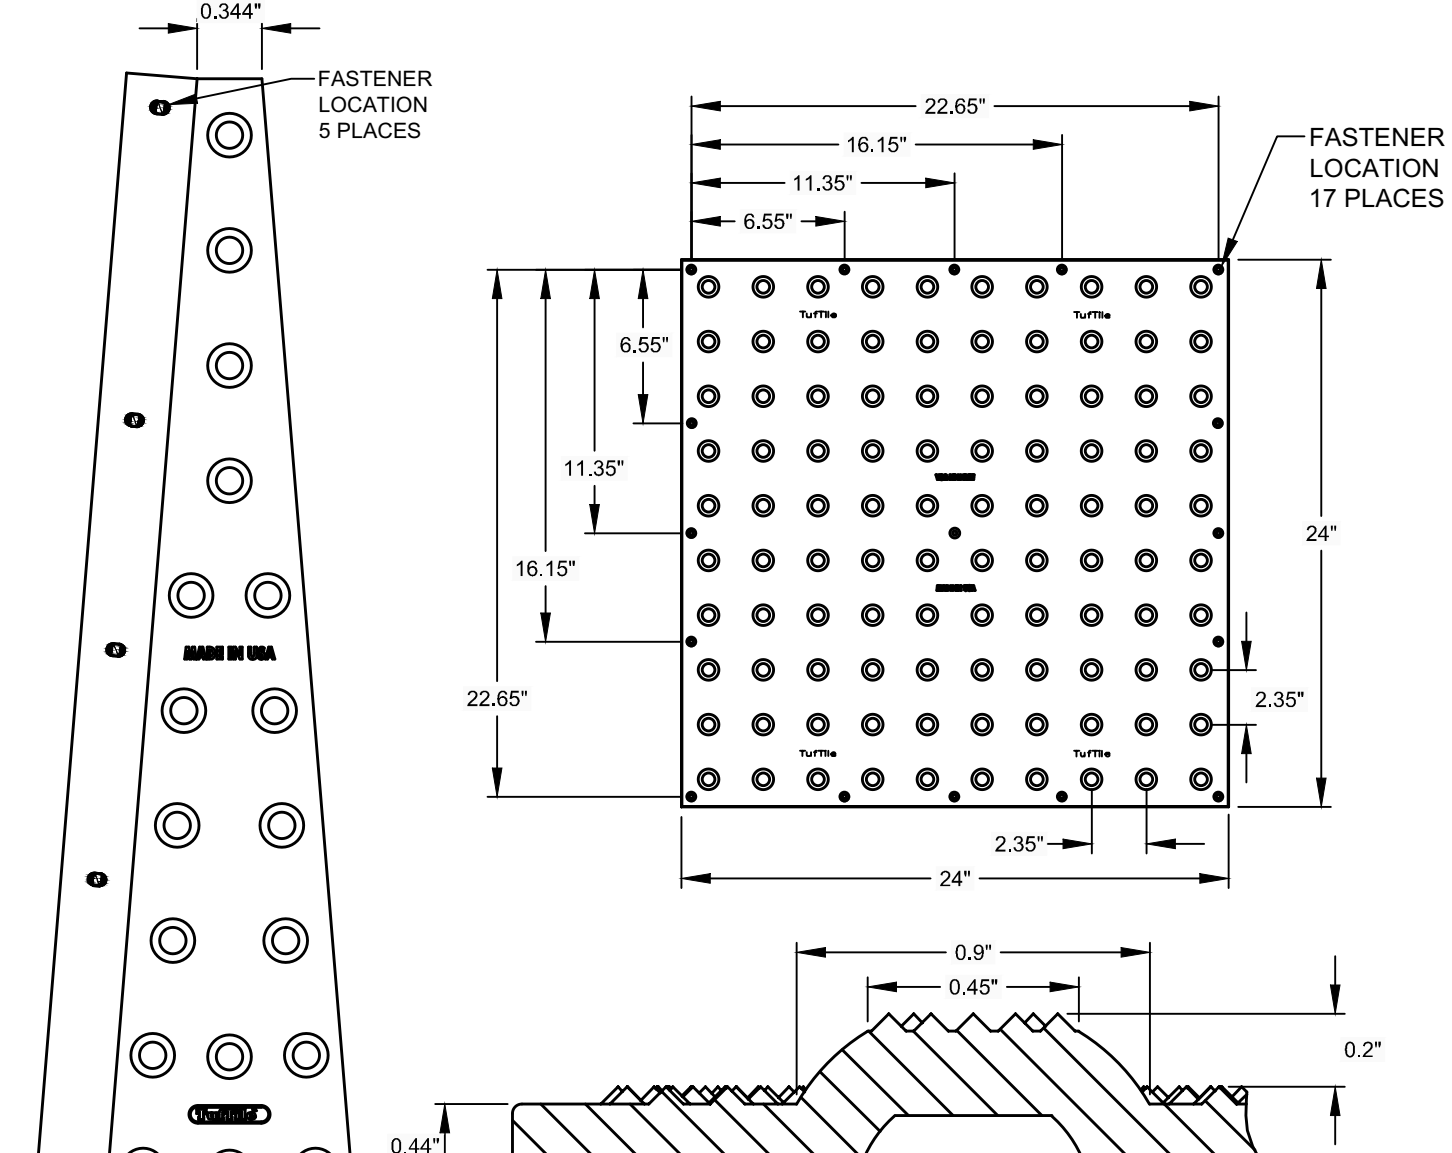 0.344"
FASTENER
LOCATION
5 PLACES
22.65"
16.15"
11.35"
6.55"
FASTENER
LOCATION
17 PLACES
6.55"
11.35"
16.15"
22.65"
TufTile
TufTile
24"
2.35"
TufTile
TufTile
2.35"
24"
MADE IN USA
TufTile
0.9"
0.45"
0.2"
0.44"